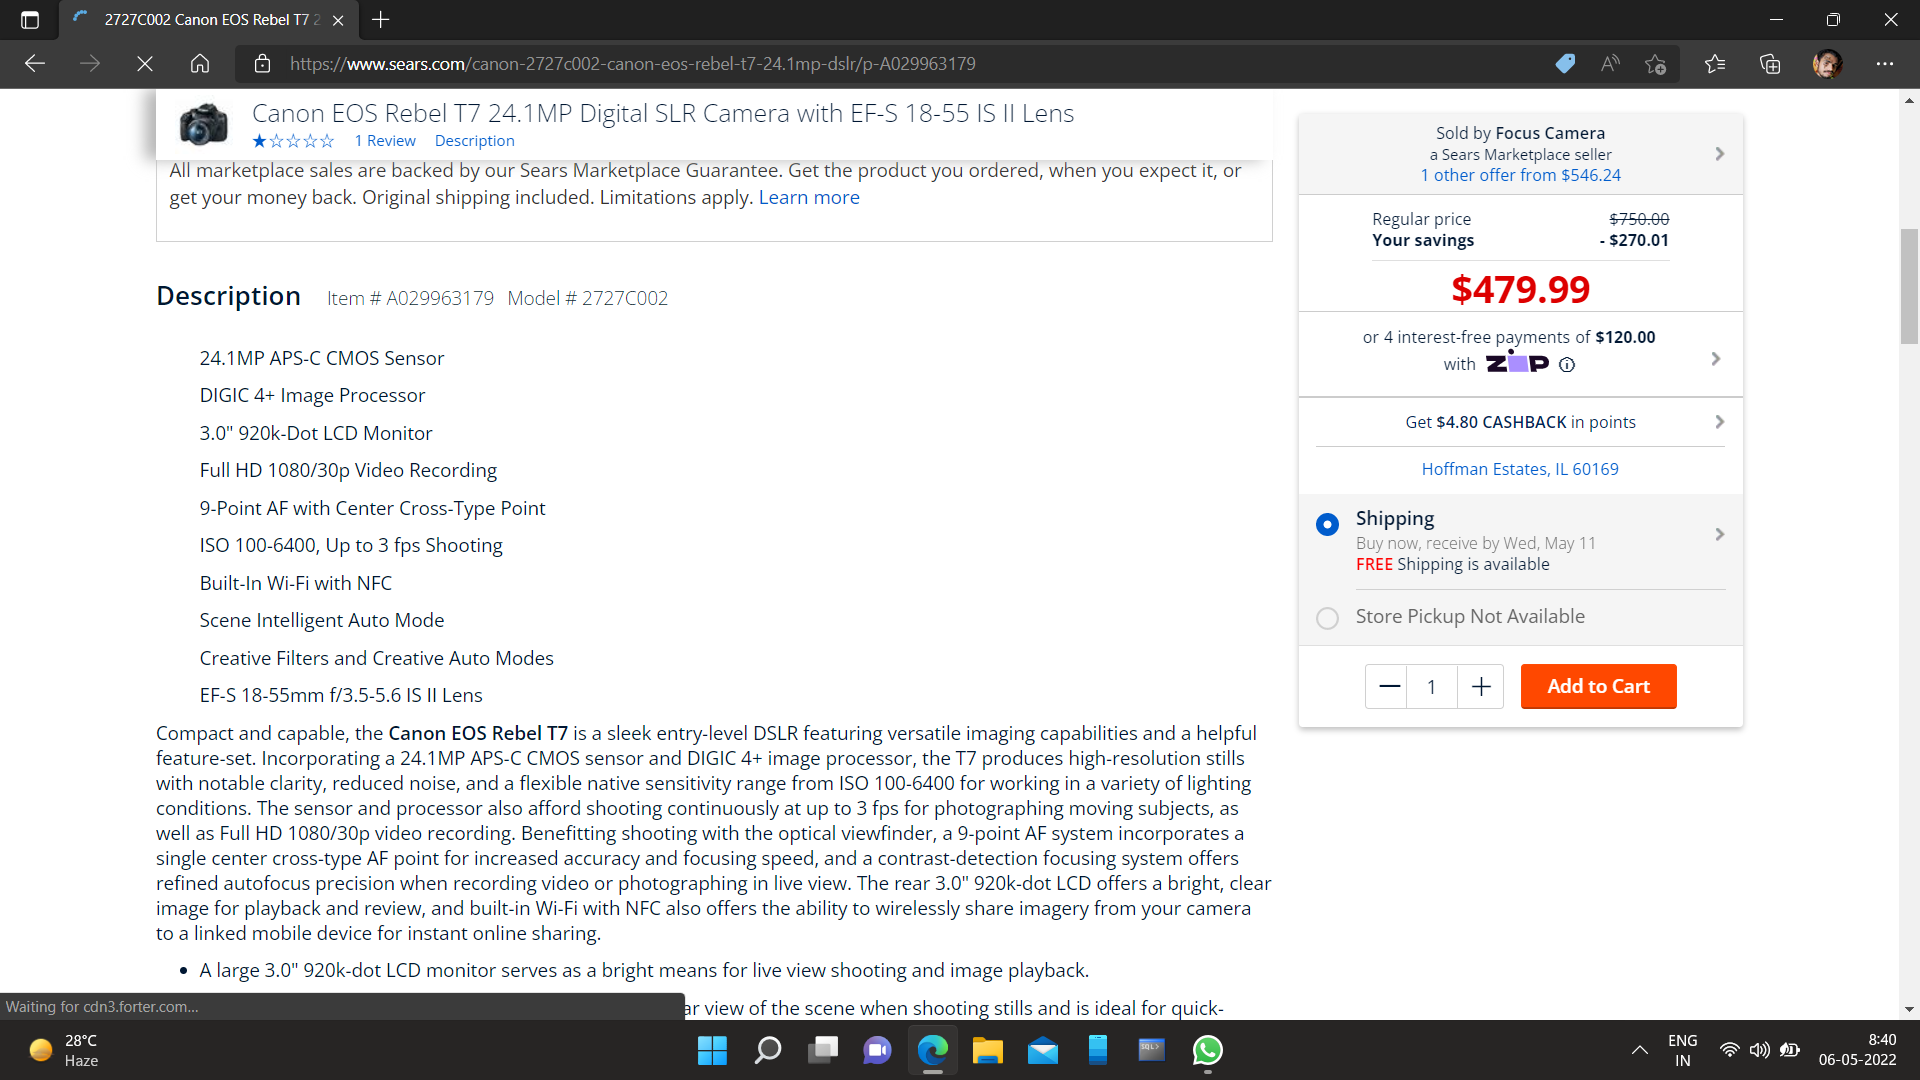 2727C002 Canon EOS Rebel T7 2
https://www.sears.com/canon-2727c002-canon-eos-rebel-t7-24.1mp-dslr/p-A029963179
Canon EOS Rebel T7 24.1MP Digital SLR Camera with EF-S 18-55 IS II Lens
1 Review Description
All marketplace sales are backed by our Sears Marketplace Guarantee. Get the product you ordered, when you expect it, or
get your money back. Original shipping included. Limitations apply. Learn more
Description Item # A029963179 Model # 2727C002
24.1MP APS-C CMOS Sensor
DIGIC 4+ Image Processor
3.0" 920k-Dot LCD Monitor
Full HD 1080/30p Video Recording
9-Point AF with Center Cross-Type Point
ISO 100-6400, Up to 3 fps Shooting
Built-In Wi-Fi with NFC
Scene Intelligent Auto Mode
Creative Filters and Creative Auto Modes
EF-S 18-55mm f/3.5-5.6 IS II Lens
Compact and capable, the Canon EOS Rebel T7 is a sleek entry-level DSLR featuring versatile imaging capabilities and a helpful
feature-set. Incorporating a 24.1MP APS-C CMOS sensor and DIGIC 4+ image processor, the T7 produces high-resolution stills
with notable clarity, reduced noise, and a flexible native sensitivity range from ISO 100-6400 for working in a variety of lighting
conditions. The sensor and processor also afford shooting continuously at up to 3 fps for photographing moving subjects, as
well as Full HD 1080/30p video recording. Benefitting shooting with the optical viewfinder, a 9-point AF system incorporates a
single center cross-type AF point for increased accuracy and focusing speed, and a contrast-detection focusing system offers
refined autofocus precision when recording video or photographing in live view. The rear 3.0" 920k-dot LCD offers a bright, clear
image for playback and review, and built-in Wi-Fi with NFC also offers the ability to wirelessly share imagery from your camera
to a linked mobile device for instant online sharing.
• A large 3.0" 920k-dot LCD monitor serves as a bright means for live view shooting and image playback.
ar view of the scene when shooting stills and is ideal for quick-
Sold by Focus Camera
a Sears Marketplace seller
1 other offer from $546.24
Regular price $750.00
Your savings - $270.01
$479.99
or 4 interest-free payments of $120.00
with ZIP
Get $4.80 CASHBACK in points
Hoffman Estates, IL 60169
Shipping
Buy now, receive by Wed, May 11
FREE Shipping is available
Store Pickup Not Available
1 Add to Cart
Waiting for cdn3.forter.com...
28°C
Haze
SQL>
ENG
IN
8:40
06-05-2022